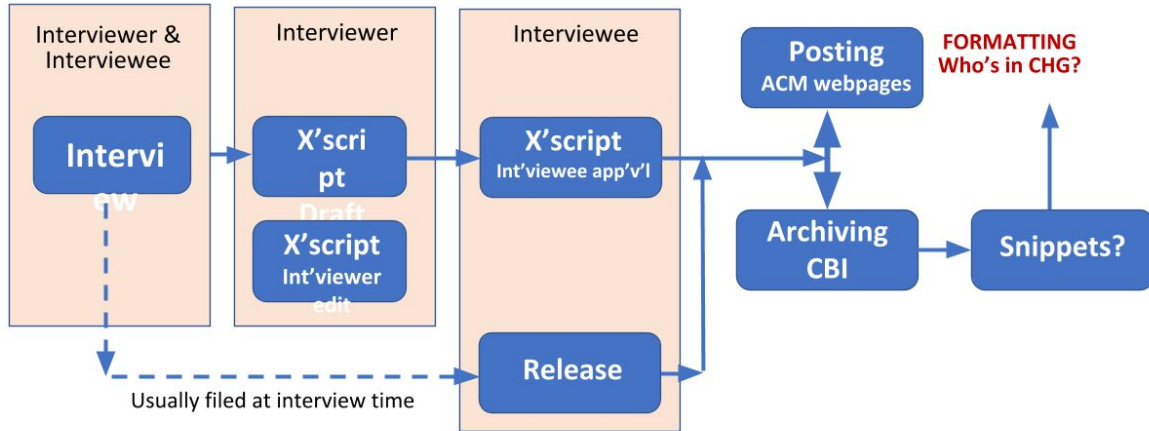 Interviewer &
Interviewee
Intervi
ew
Interviewer
X'scri
pt
Draft
X'script
Int'viewer
edit
Interviewee
X'script
Int'viewee app'v'l
Release
Usually filed at interview time
Posting
ACM webpages
Archiving
CBI
Snippets?
FORMATTING
Who's in CHG?